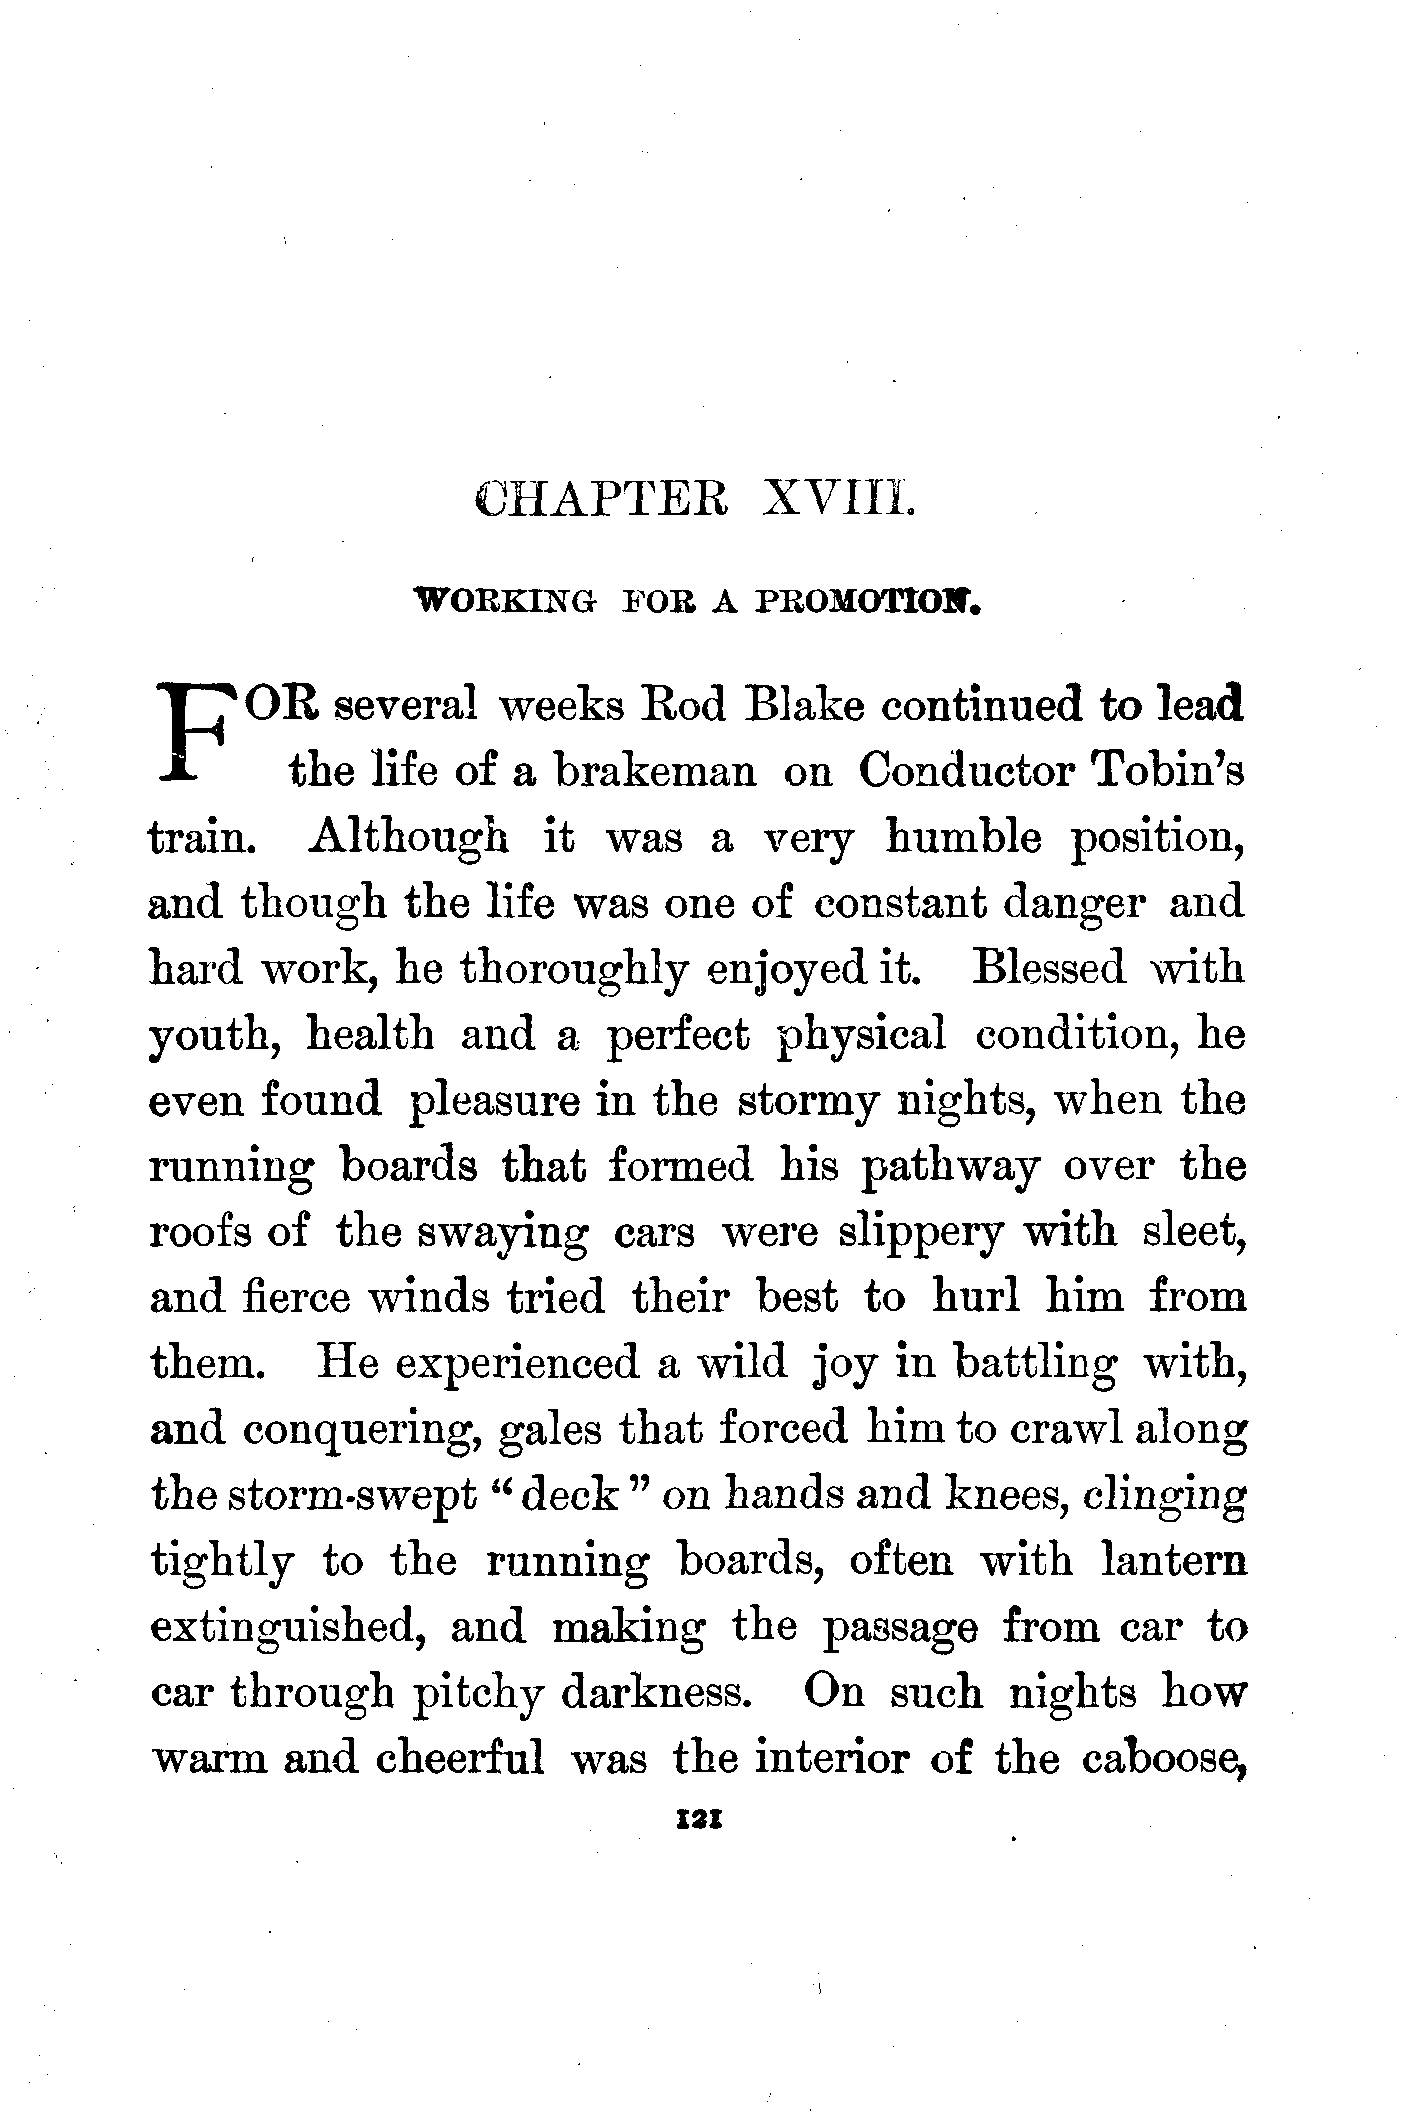 CHAPTER XVIII.
WORKING FOR A PROMOTION.
FOR several weeks Rod Blake continued to lead
the life of a brakeman on Conductor Tobin's
train. Although it was a very humble position,
and though the life was one of constant danger and
hard work, he thoroughly enjoyed it. Blessed with
youth, health and a perfect physical condition, he
even found pleasure in the stormy nights, when the
running boards that formed his pathway over the
roofs of the swaying cars were slippery with sleet,
and fierce winds tried their best to hurl him from
them. He experienced a wild joy in battling with,
and conquering, gales that forced him to crawl along
the storm-swept “deck” on hands and knees, clinging
tightly to the running boards, often with lantern
extinguished, and making the passage from car to
car through pitchy darkness. On such nights how
warm and cheerful was the interior of the caboose,
121